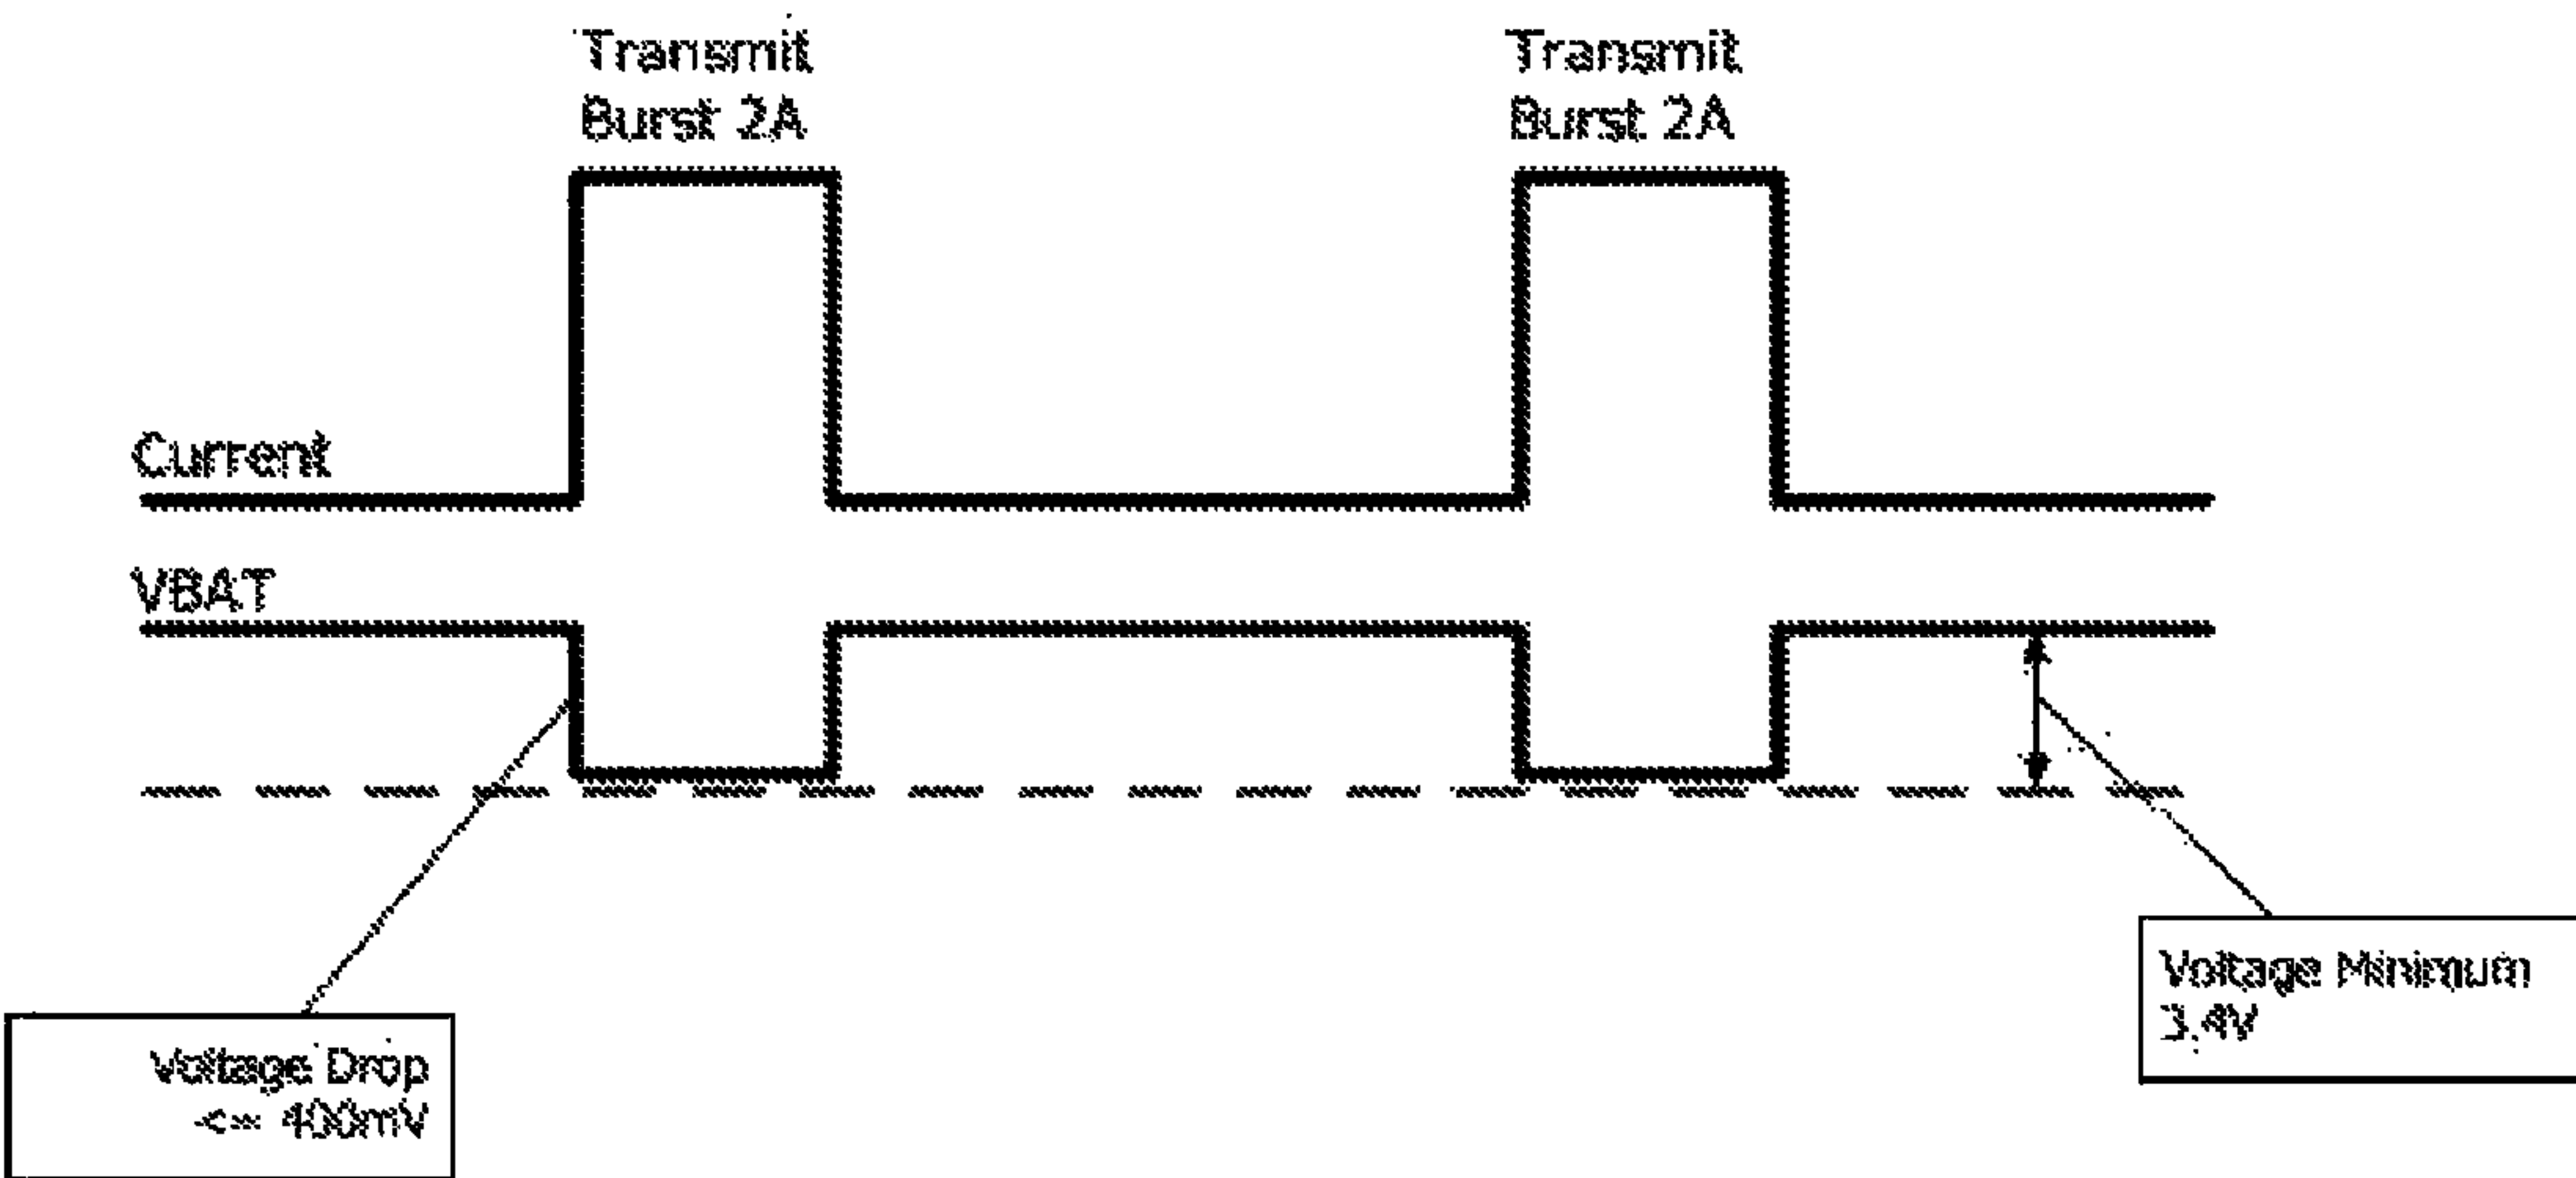 Transmit
Burst 2A
Transmit
Burst 2A
Current
VBAT
Voltage Drop
<= 400mV
Voltage Minimum
3.4V